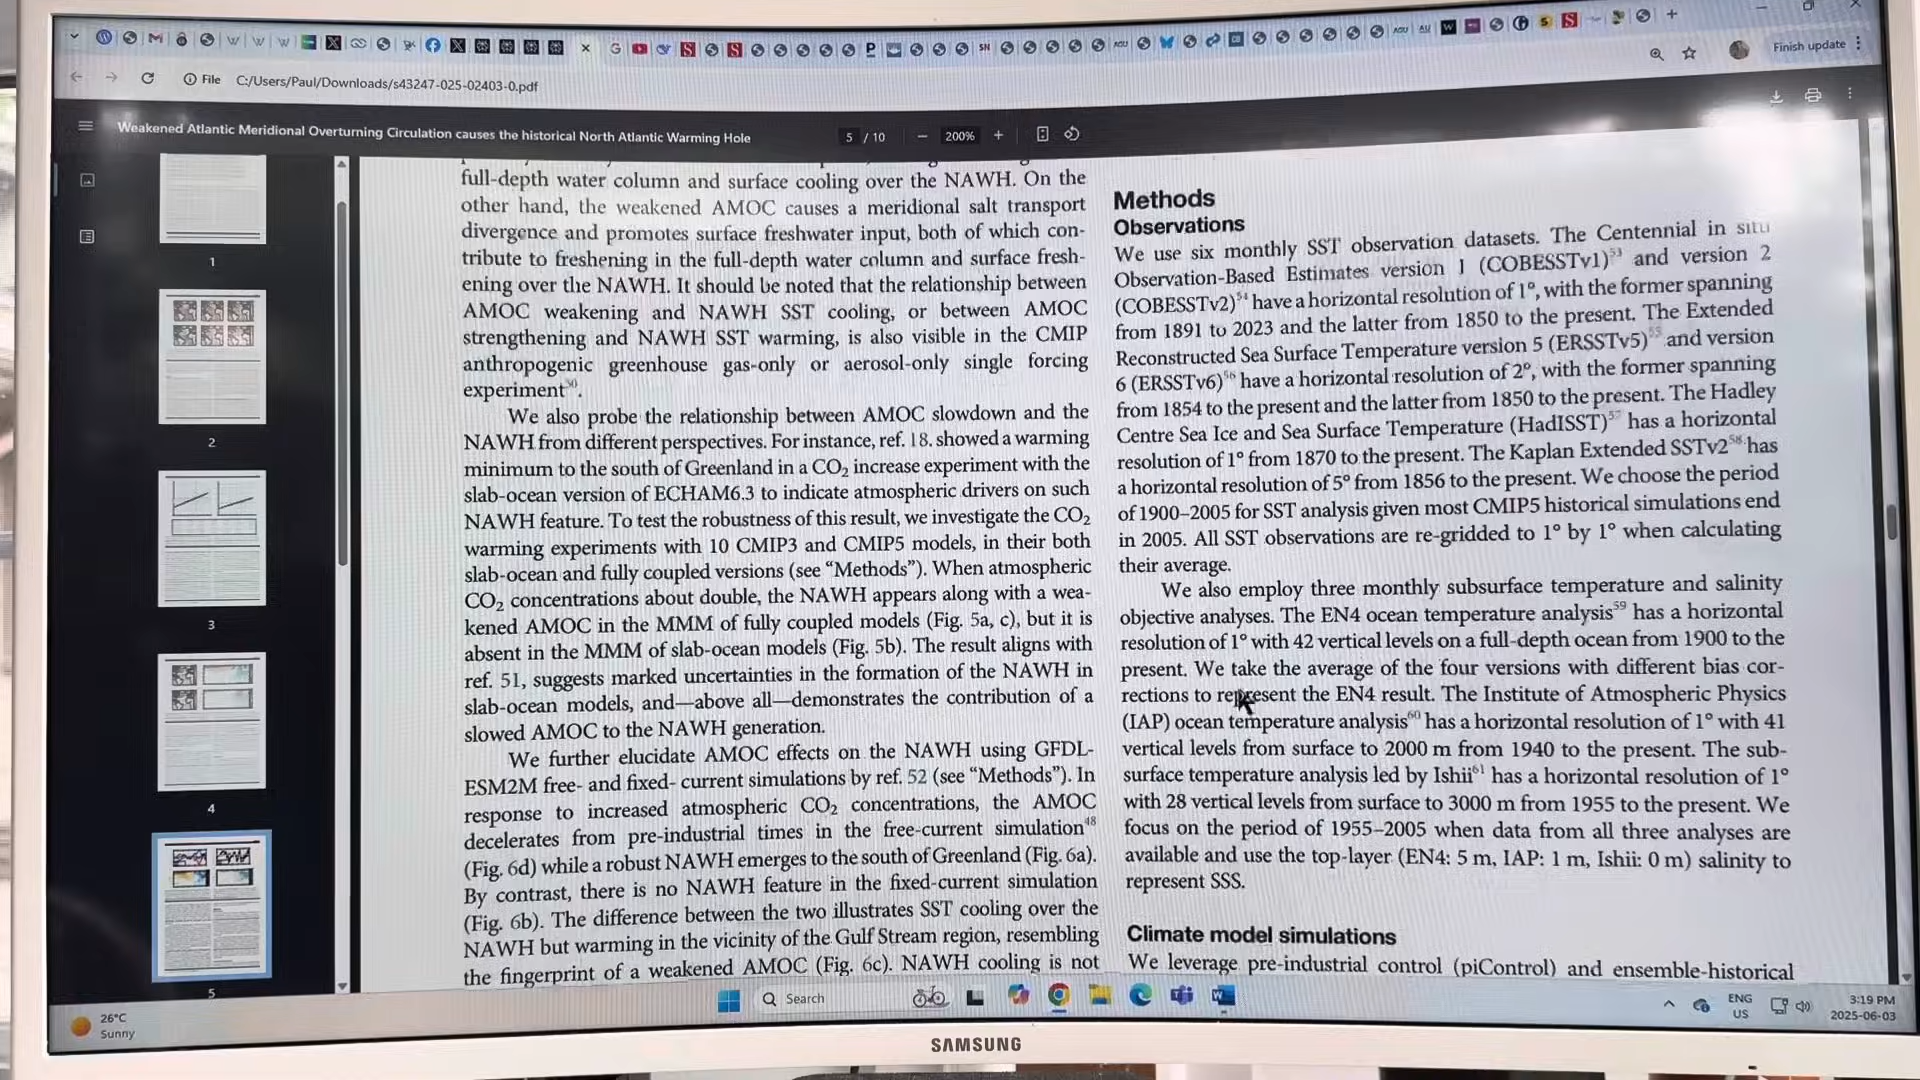 Finish update
File C:/Users/Paul/Downloads/s43247-025-02403-0.pdf
Weakened Atlantic Meridional Overturning Circulation causes the historical North Atlantic Warming Hole
5 / 10
200%
1
2
3
4
5
full-depth water column and surface cooling over the NAWH. On the
other hand, the weakened AMOC causes a meridional salt transport
divergence and promotes surface freshwater input, both of which con-
tribute to freshening in the full-depth water column and surface fresh-
ening over the NAWH. It should be noted that the relationship between
AMOC weakening and NAWH SST cooling, or between AMOC
strengthening and NAWH SST warming, is also visible in the CMIP
anthropogenic greenhouse gas-only or aerosol-only single forcing
experiment³⁰.
We also probe the relationship between AMOC slowdown and the
NAWH from different perspectives. For instance, ref. 18. showed a warming
minimum to the south of Greenland in a CO₂ increase experiment with the
slab-ocean version of ECHAM6.3 to indicate atmospheric drivers on such
NAWH feature. To test the robustness of this result, we investigate the CO₂
warming experiments with 10 CMIP3 and CMIP5 models, in their both
slab-ocean and fully coupled versions (see “Methods”). When atmospheric
CO₂ concentrations about double, the NAWH appears along with a wea-
kened AMOC in the MMM of fully coupled models (Fig. 5a, c), but it is
absent in the MMM of slab-ocean models (Fig. 5b). The result aligns with
ref. 51, suggests marked uncertainties in the formation of the NAWH in
slab-ocean models, and—above all—demonstrates the contribution of a
slowed AMOC to the NAWH generation.
We further elucidate AMOC effects on the NAWH using GFDL-
ESM2M free- and fixed- current simulations by ref. 52 (see “Methods”). In
response to increased atmospheric CO₂ concentrations, the AMOC
decelerates from pre-industrial times in the free-current simulation⁴⁸
(Fig. 6d) while a robust NAWH emerges to the south of Greenland (Fig. 6a).
By contrast, there is no NAWH feature in the fixed-current simulation
(Fig. 6b). The difference between the two illustrates SST cooling over the
NAWH but warming in the vicinity of the Gulf Stream region, resembling
the fingerprint of a weakened AMOC (Fig. 6c). NAWH cooling is not
Methods
Observations
We use six monthly SST observation datasets. The Centennial in situ
Observation-Based Estimates version 1 (COBESSTv1)⁵³ and version 2
(COBESSTv2)⁵⁴ have a horizontal resolution of 1°, with the former spanning
from 1891 to 2023 and the latter from 1850 to the present. The Extended
Reconstructed Sea Surface Temperature version 5 (ERSSTv5)⁵⁵ and version
6 (ERSSTv6)⁵⁶ have a horizontal resolution of 2°, with the former spanning
from 1854 to the present and the latter from 1850 to the present. The Hadley
Centre Sea Ice and Sea Surface Temperature (HadISST)⁵⁷ has a horizontal
resolution of 1° from 1870 to the present. The Kaplan Extended SSTv2⁵⁸ has
a horizontal resolution of 5° from 1856 to the present. We choose the period
of 1900–2005 for SST analysis given most CMIP5 historical simulations end
in 2005. All SST observations are re-gridded to 1° by 1° when calculating
their average.
We also employ three monthly subsurface temperature and salinity
objective analyses. The EN4 ocean temperature analysis⁵⁹ has a horizontal
resolution of 1° with 42 vertical levels on a full-depth ocean from 1900 to the
present. We take the average of the four versions with different bias cor-
rections to represent the EN4 result. The Institute of Atmospheric Physics
(IAP) ocean temperature analysis⁶⁰ has a horizontal resolution of 1° with 41
vertical levels from surface to 2000 m from 1940 to the present. The sub-
surface temperature analysis led by Ishii⁶¹ has a horizontal resolution of 1°
with 28 vertical levels from surface to 3000 m from 1955 to the present. We
focus on the period of 1955–2005 when data from all three analyses are
available and use the top-layer (EN4: 5 m, IAP: 1 m, Ishii: 0 m) salinity to
represent SSS.
Climate model simulations
We leverage pre-industrial control (piControl) and ensemble-historical
26°C
Sunny
Search
ENG
US
3:19 PM
2025-06-03
SAMSUNG